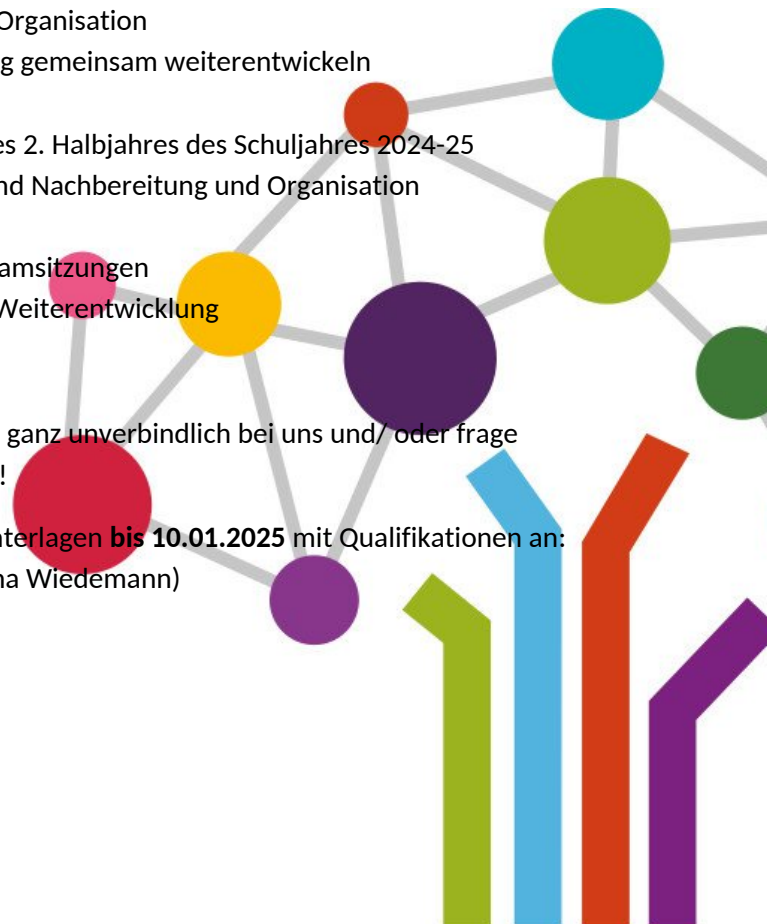 Organisation
g gemeinsam weiterentwickeln
es 2. Halbjahres des Schuljahres 2024-25
nd Nachbereitung und Organisation
amsitzungen
Weiterentwicklung
ganz unverbindlich bei uns und/ oder frage
!
nterlagen bis 10.01.2025 mit Qualifikationen an:
na Wiedemann)